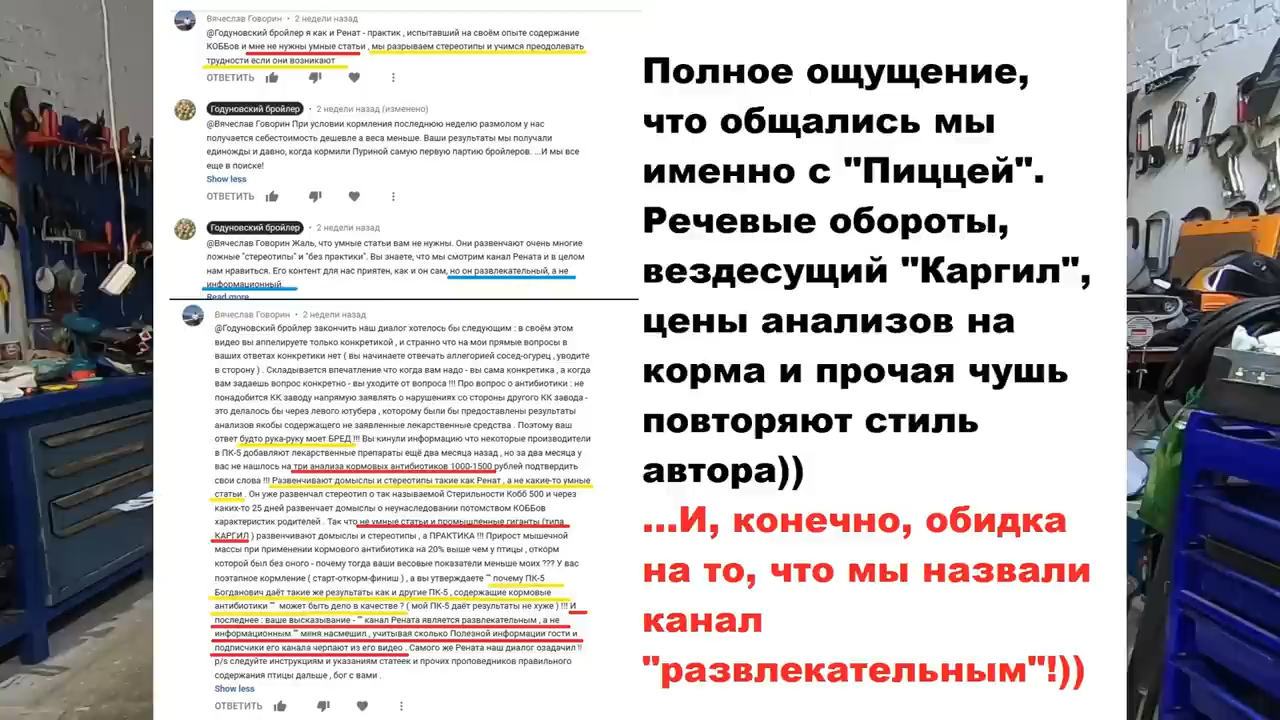 Вячеслав Говорин • 2 недели назад
@Годуновский бройлер я как и Ренат - практик , испытавший на своём опыте содержание
КОББов и мне не нужны умные статьи , мы разрываем стереотипы и учимся преодолевать
трудности если они возникают
ОТВЕТИТЬ
Годуновский бройлер • 2 недели назад (изменено)
@Вячеслав Говорин При условии кормления последнюю неделю размолом у нас
получается себестоимость дешевле а веса меньше. Ваши результаты мы получали
единожды и давно, когда кормили Пуриной самую первую партию бройлеров. ...И мы все
еще в поиске!
Show less
ОТВЕТИТЬ
Годуновский бройлер • 2 недели назад
@Вячеслав Говорин Жаль, что умные статьи вам не нужны. Они развенчают очень многие
ложные "стереотипы" и "без практики". Вы знаете, что мы смотрим канал Рената и в целом
нам нравиться. Его контент для нас приятен, как и он сам, но он развлекательный, а не
информационный.
Read more
Вячеслав Говорин • 2 недели назад
@Годуновский бройлер закончить наш диалог хотелось бы следующим : в своём этом
видео вы аппелируете только конкретикой , и странно что на мои прямые вопросы в
ваших ответах конкретики нет ( вы начинаете отвечать аллегорией сосед-огурец , уводите
в сторону ) . Складывается впечатление что когда вам надо - вы сама конкретика , а когда
вам задаешь вопрос конкретно - вы уходите от вопроса !!! Про вопрос о антибиотики : не
понадобится КК заводу напрямую заявлять о нарушениях со стороны другого КК завода -
это делалось бы через левого ютубера , которому были бы предоставлены результаты
анализов якобы содержащего не заявленные лекарственные средства . Поэтому ваш
ответ будто рука-руку моет БРЕД !!! Вы кинули информацию что некоторые производители
в ПК-5 добавляют лекарственные препараты ещё два месяца назад , но за два месяца у
вас не нашлось на три анализа кормовых антибиотиков 1000-1500 рублей подтвердить
свои слова !!! Развенчивают домыслы и стереотипы такие как Ренат , а не какие-то умные
статьи . Он уже развенчал стереотип о так называемой Стерильности Кобб 500 и через
каких-то 25 дней развенчает домыслы о неунаследовании потомством КОББов
характеристик родителей . Так что не умные статьи и промышленные гиганты (типа
КАРГИЛ ) развенчивают домыслы и стереотипы , а ПРАКТИКА !!! Прирост мышечной
массы при применении кормового антибиотика на 20% выше чем у птицы , откорм
которой был без оного - почему тогда ваши весовые показатели меньше моих ??? У вас
поэтапное кормление ( старт-откорм-финиш ) , а вы утверждаете "" почему ПК-5
Богданович даёт такие же результаты как и другие ПК-5 , содержащие кормовые
антибиотики "" может быть дело в качестве ? ( мой ПК-5 даёт результаты не хуже ) !!! И
последнее : ваше высказывание - "" канал Рената является развлекательным , а не
информационным "" меня насмешил , учитывая сколько Полезной информации гости и
подписчики его канала черпают из его видео . Самого же Рената наш диалог озадачил !!
p/s следуйте инструкциям и указаниям статеек и прочих проповедников правильного
содержания птицы дальше , бог с вами .
Show less
ОТВЕТИТЬ
Полное ощущение,
что общались мы
именно с "Пиццей".
Речевые обороты,
вездесущий "Каргил",
цены анализов на
корма и прочая чушь
повторяют стиль
автора))
...И, конечно, обидка
на то, что мы назвали
канал
"развлекательным"!))